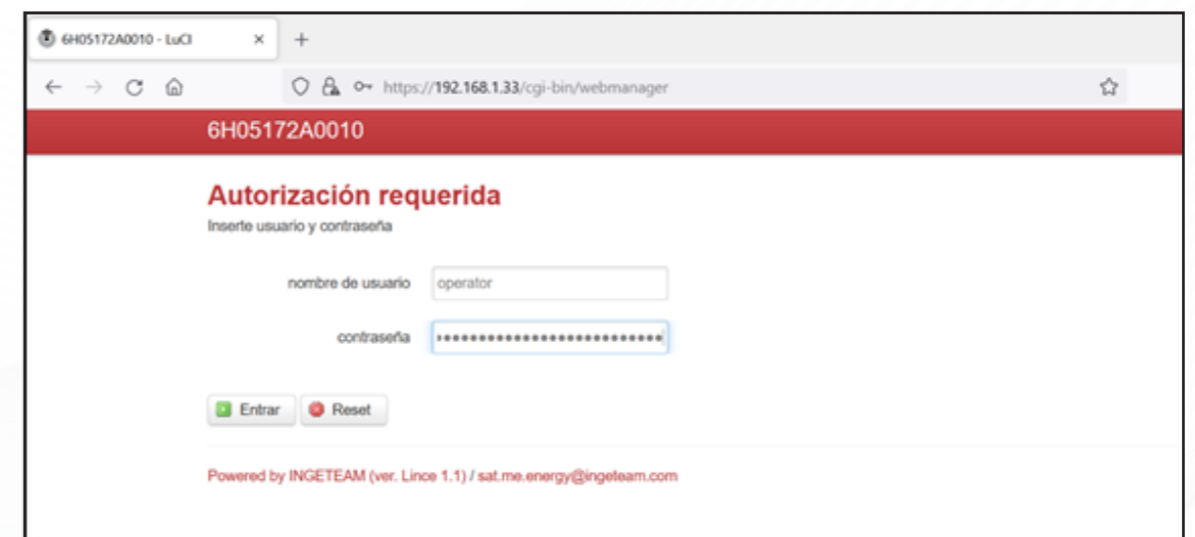 6H05172A0010 - LuCI
https://192.168.1.33/cgi-bin/webmanager
6H05172A0010
Autorización requerida
Inserte usuario y contraseña
nombre de usuario operator
contraseña
Entrar Reset
Powered by INGETEAM (ver. Lince 1.1) / sat.me.energy@ingeteam.com